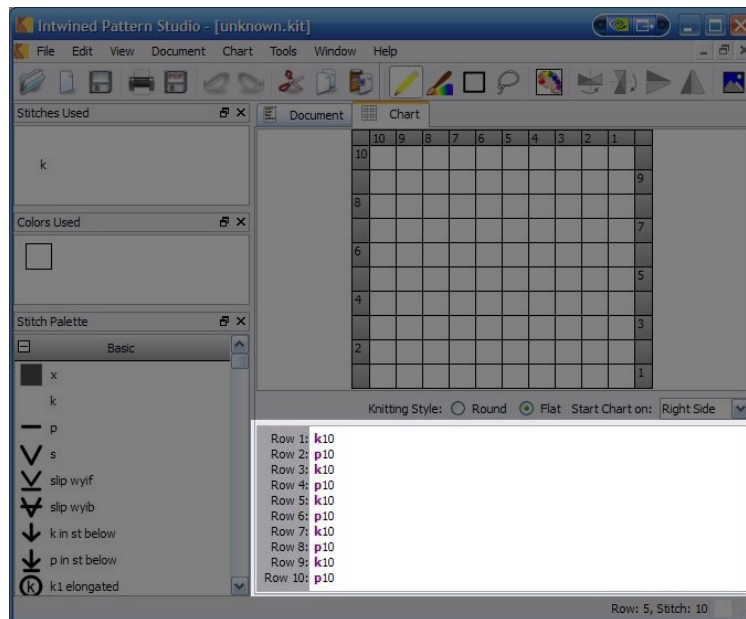 Intwined Pattern Studio - [unknown.kit]
File Edit View Document Chart Tools Window Help
PDF
Stitches Used
k
Colors Used
Stitch Palette
Basic
x
k
p
s
slip wyif
slip wyib
k in st below
p in st below
k k1 elongated
Document Chart
10 9 8 7 6 5 4 3 2 1
10
9
8
7
6
5
4
3
2
1
Knitting Style: Round Flat Start Chart on: Right Side
Row 1: k10
Row 2: p10
Row 3: k10
Row 4: p10
Row 5: k10
Row 6: p10
Row 7: k10
Row 8: p10
Row 9: k10
Row 10: p10
Row: 5, Stitch: 10